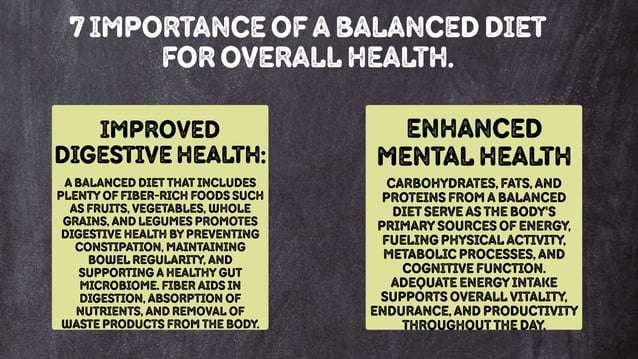 7 IMPORTANCE OF A BALANCED DIET
FOR OVERALL HEALTH.
IMPROVED
DIGESTIVE HEALTH:
A BALANCED DIET THAT INCLUDES
PLENTY OF FIBER-RICH FOODS SUCH
AS FRUITS, VEGETABLES, WHOLE
GRAINS, AND LEGUMES PROMOTES
DIGESTIVE HEALTH BY PREVENTING
CONSTIPATION, MAINTAINING
BOWEL REGULARITY, AND
SUPPORTING A HEALTHY GUT
MICROBIOME. FIBER AIDS IN
DIGESTION, ABSORPTION OF
NUTRIENTS, AND REMOVAL OF
WASTE PRODUCTS FROM THE BODY.
ENHANCED
MENTAL HEALTH
CARBOHYDRATES, FATS, AND
PROTEINS FROM A BALANCED
DIET SERVE AS THE BODY'S
PRIMARY SOURCES OF ENERGY,
FUELING PHYSICAL ACTIVITY,
METABOLIC PROCESSES, AND
COGNITIVE FUNCTION.
ADEQUATE ENERGY INTAKE
SUPPORTS OVERALL VITALITY,
ENDURANCE, AND PRODUCTIVITY
THROUGHOUT THE DAY.